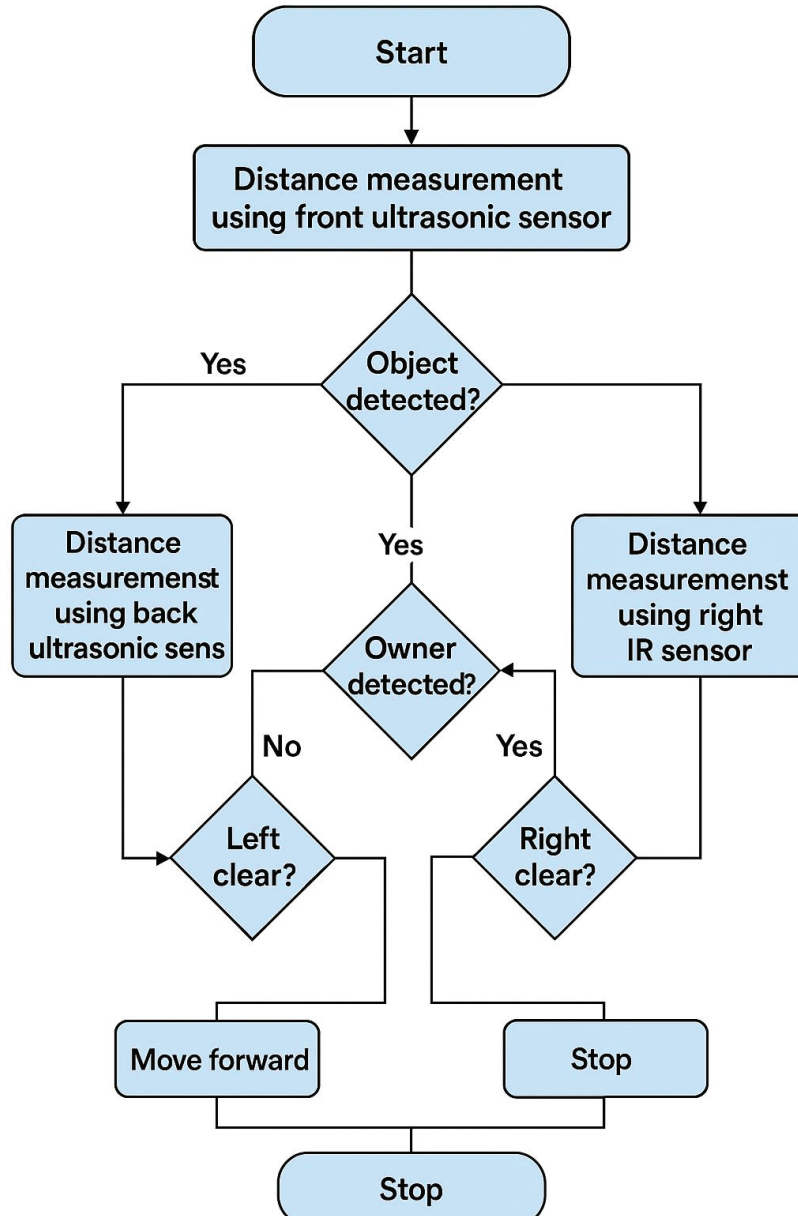 Start
Distance measurement
using front ultrasonic sensor
Object
detected?
Yes
Yes
Distance
measuremenst
using back
ultrasonic sens
Distance
measuremenst
using right
IR sensor
Owner
detected?
No
Yes
Left
clear?
Right
clear?
Move forward
Stop
Stop